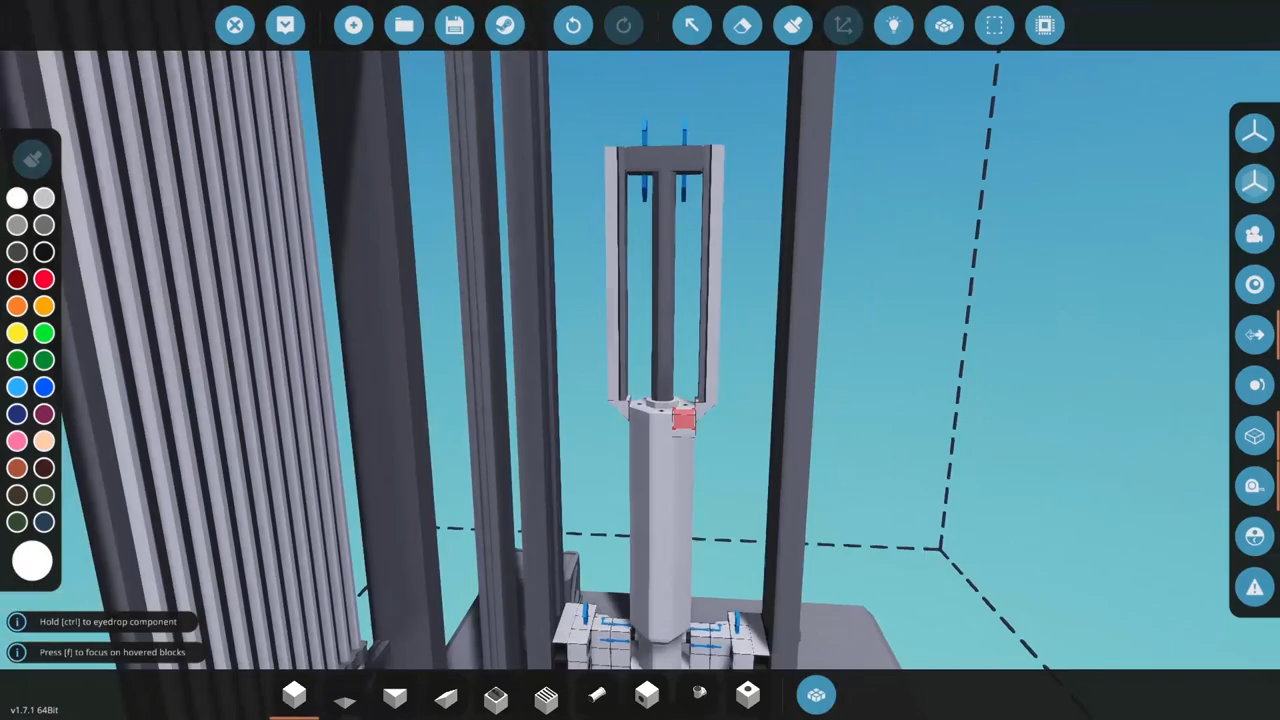 Hold [ctrl] to eyedrop component
Press [f] to focus on hovered blocks
v1.7.1 64Bit